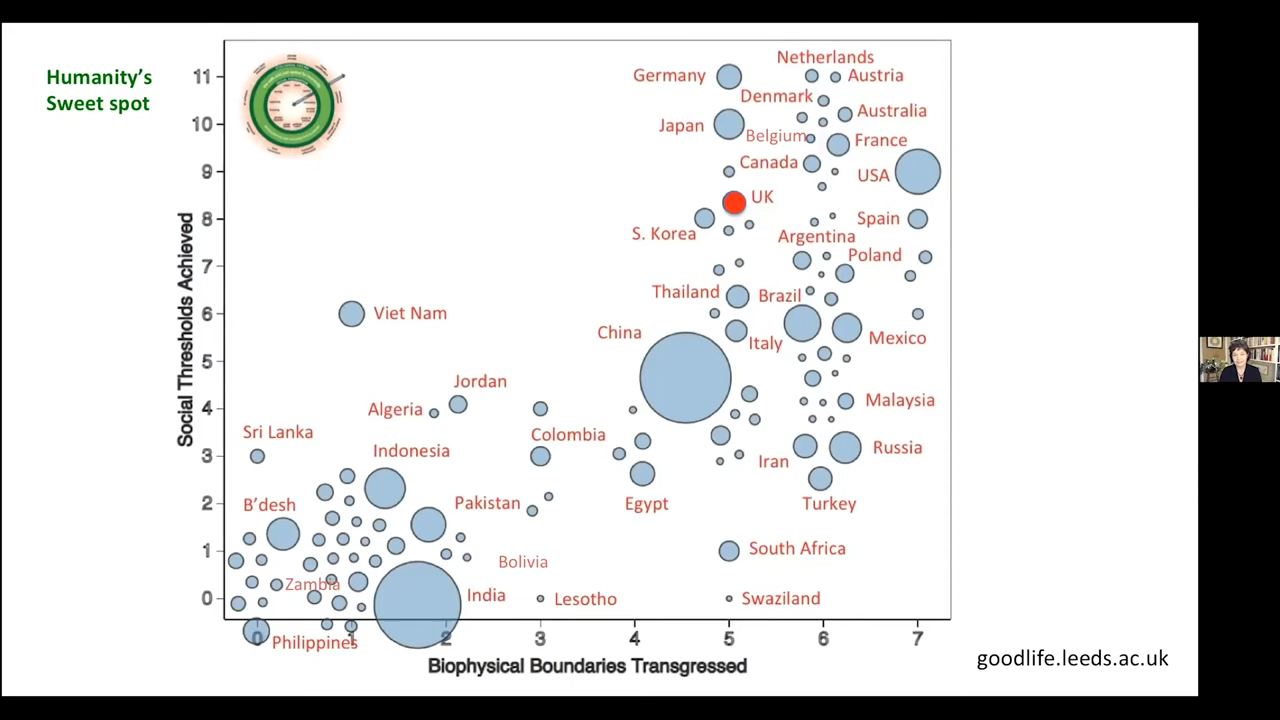 Humanity's
Sweet spot
Social Thresholds Achieved
11
10
9
8
7
6
5
4
3
2
1
0
Netherlands
Germany
Austria
Denmark
Australia
Japan
Belgium
France
Canada
USA
UK
Spain
S. Korea
Argentina
Poland
Thailand
Brazil
Viet Nam
China
Italy
Mexico
Jordan
Algeria
Malaysia
Sri Lanka
Colombia
Indonesia
Iran
Russia
B'desh
Pakistan
Egypt
Turkey
South Africa
Bolivia
Zambia
India
Lesotho
Swaziland
Philippines
0 1 2 3 4 5 6 7
Biophysical Boundaries Transgressed
goodlife.leeds.ac.uk